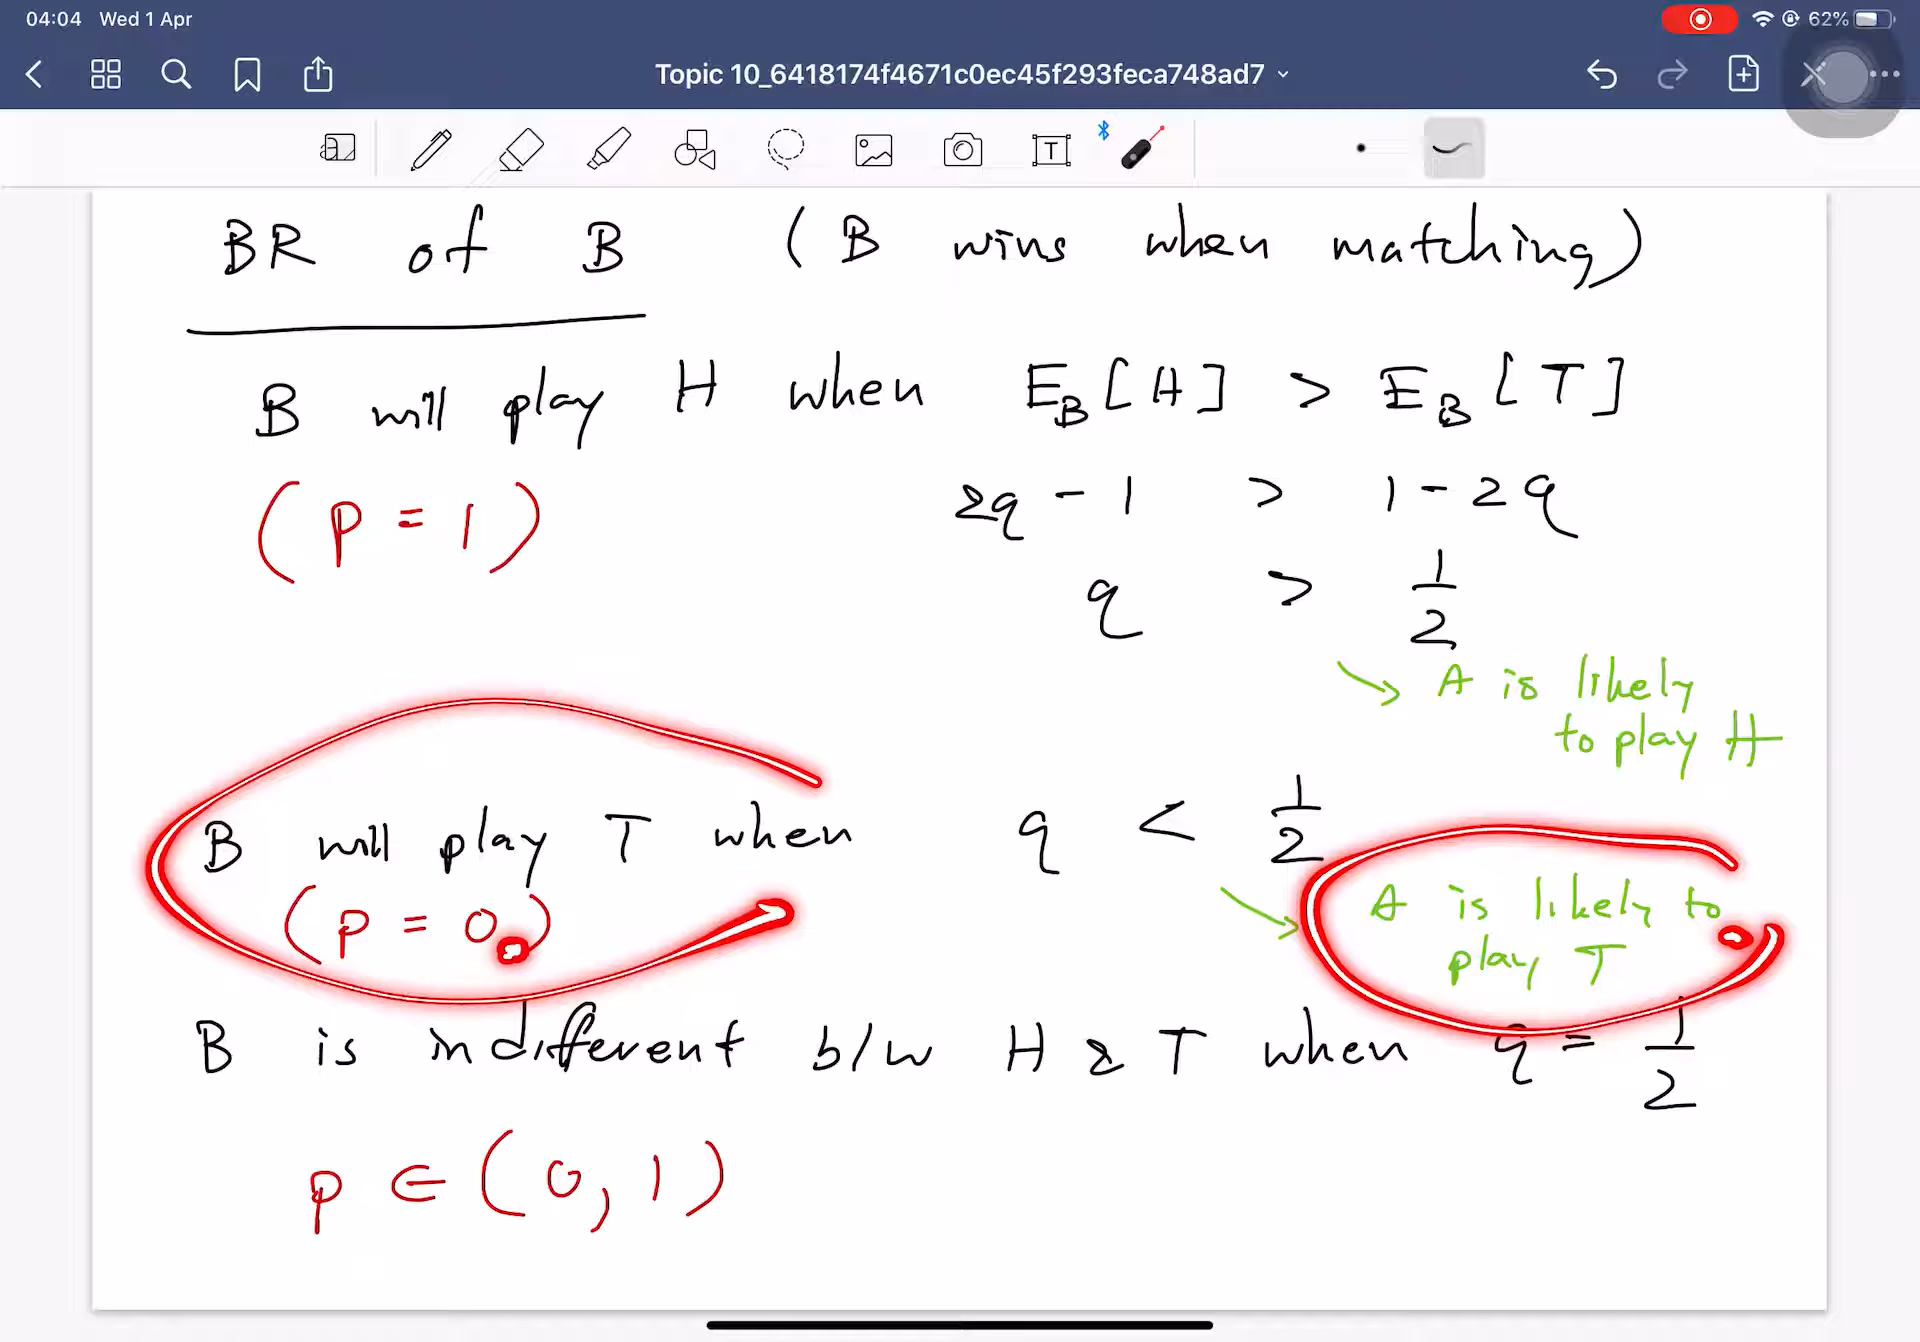 04:04 Wed 1 Apr
62%
Topic 10_6418174f4671c0ec45f293feca748ad7
BR of B (B wins when matching)
B will play H when E_B[H] > E_B[T]
(p = 1) 2q - 1 > 1 - 2q
q > 1/2
A is likely
to play H
B will play T when q < 1/2
(p = 0) A is likely to
play T
B is indifferent b/w H & T when q = 1/2
p ∈ (0, 1)